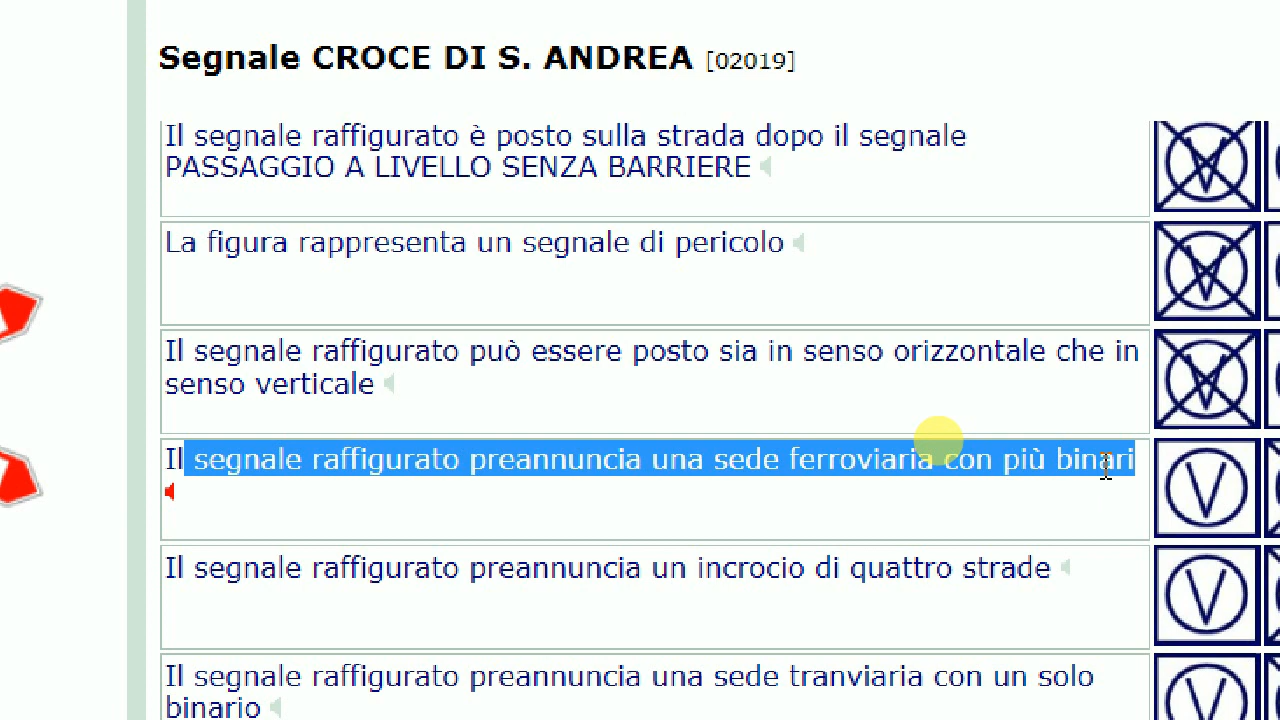 Segnale CROCE DI S. ANDREA [02019]
Il segnale raffigurato è posto sulla strada dopo il segnale
PASSAGGIO A LIVELLO SENZA BARRIERE
V
La figura rappresenta un segnale di pericolo
V
Il segnale raffigurato può essere posto sia in senso orizzontale che in
senso verticale
V
Il segnale raffigurato preannuncia una sede ferroviaria con più binari
V
Il segnale raffigurato preannuncia un incrocio di quattro strade
V
Il segnale raffigurato preannuncia una sede tranviaria con un solo
binario
V